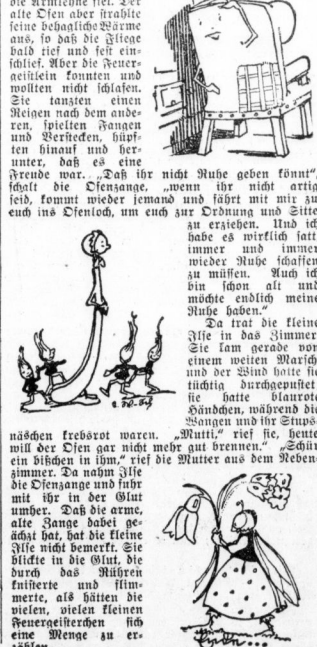 die Armlehne fiel. Der
alte Ofen aber strahlte
seine behagliche Wärme
aus, so daß die Fliege
bald tief und fest ein-
schlief. Aber die Feuer-
geistlein konnten und
wollten nicht schlafen.
Sie tanzten einen
Reigen nach dem ande-
ren, spielten Fangen
und Verstecken, hüpf-
ten hinauf und her-
unter, daß es eine
Freude war. „Daß ihr nicht Ruhe geben könnt“,
schalt die Ofenzange, „wenn ihr nicht artig
seid, kommt wieder jemand und fährt mit mir zu
euch ins Ofenloch, um euch zur Ordnung und Sitte
zu erziehen. Und ich
habe es wirklich satt,
immer und immer
wieder Ruhe schaffen
zu müssen. Auch ich
bin schon alt und
möchte endlich meine
Ruhe haben.“
Da trat die kleine
Ilse in das Zimmer.
Sie kam gerade von
einem weiten Marsch
und der Wind hatte sie
tüchtig durchgepustet,
sie hatte blaurote
Händchen, während die
Wangen und ihr Stups-
näschen krebsrot waren. „Mutti,“ rief sie, heute
will der Ofen gar nicht mehr gut brennen.“ „Schür
ein bißchen in ihm,“ rief die Mutter aus dem Neben-
zimmer. Da nahm Ilse
die Ofenzange und fuhr
mit ihr in der Glut
umher. Daß die arme,
alte Zange dabei ge-
ächzt hat, hat die kleine
Ilse nicht bemerkt. Sie
blickte in die Glut, die
durch das Rühren
knisterte und flim-
merte, als hätten die
vielen, vielen kleinen
Feuergeisterchen sich
eine Menge zu er-
zählen.